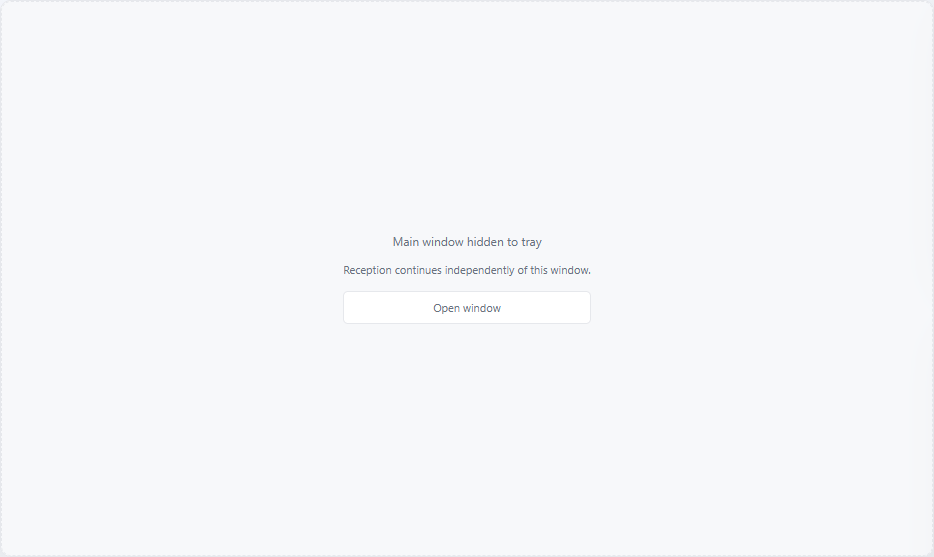 Main window hidden to tray
Reception continues independently of this window.
Open window